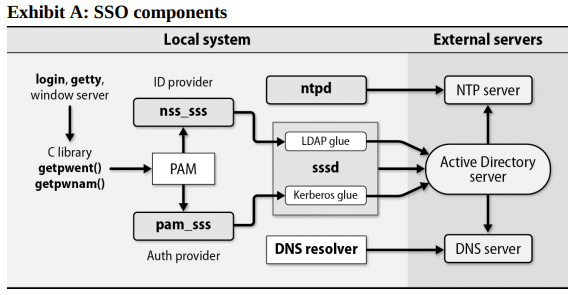 Exhibit A: SSO components
Local system
External servers
login, getty,
window server
C library
getpwent()
getpwnam()
ID provider
nss_sss
PAM
pam_sss
Auth provider
ntpd
LDAP glue
sssd
Kerberos glue
DNS resolver
NTP server
Active Directory
server
DNS server